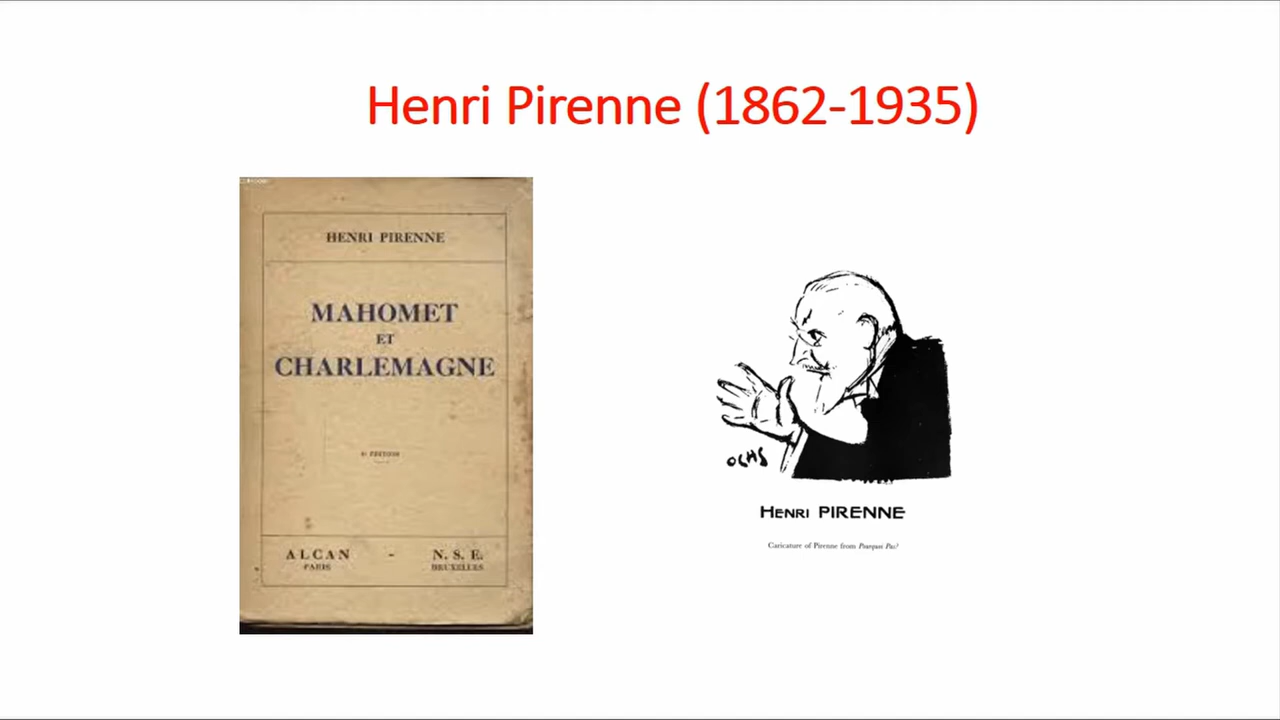 Henri Pirenne (1862-1935)
HENRI PIRENNE
MAHOMET
ET
CHARLEMAGNE
ALCAN - N. S. E.
PARIS BRUXELLES
OCHS
HENRI PIRENNE
Caricature of Pirenne from Pourquoi Pas?